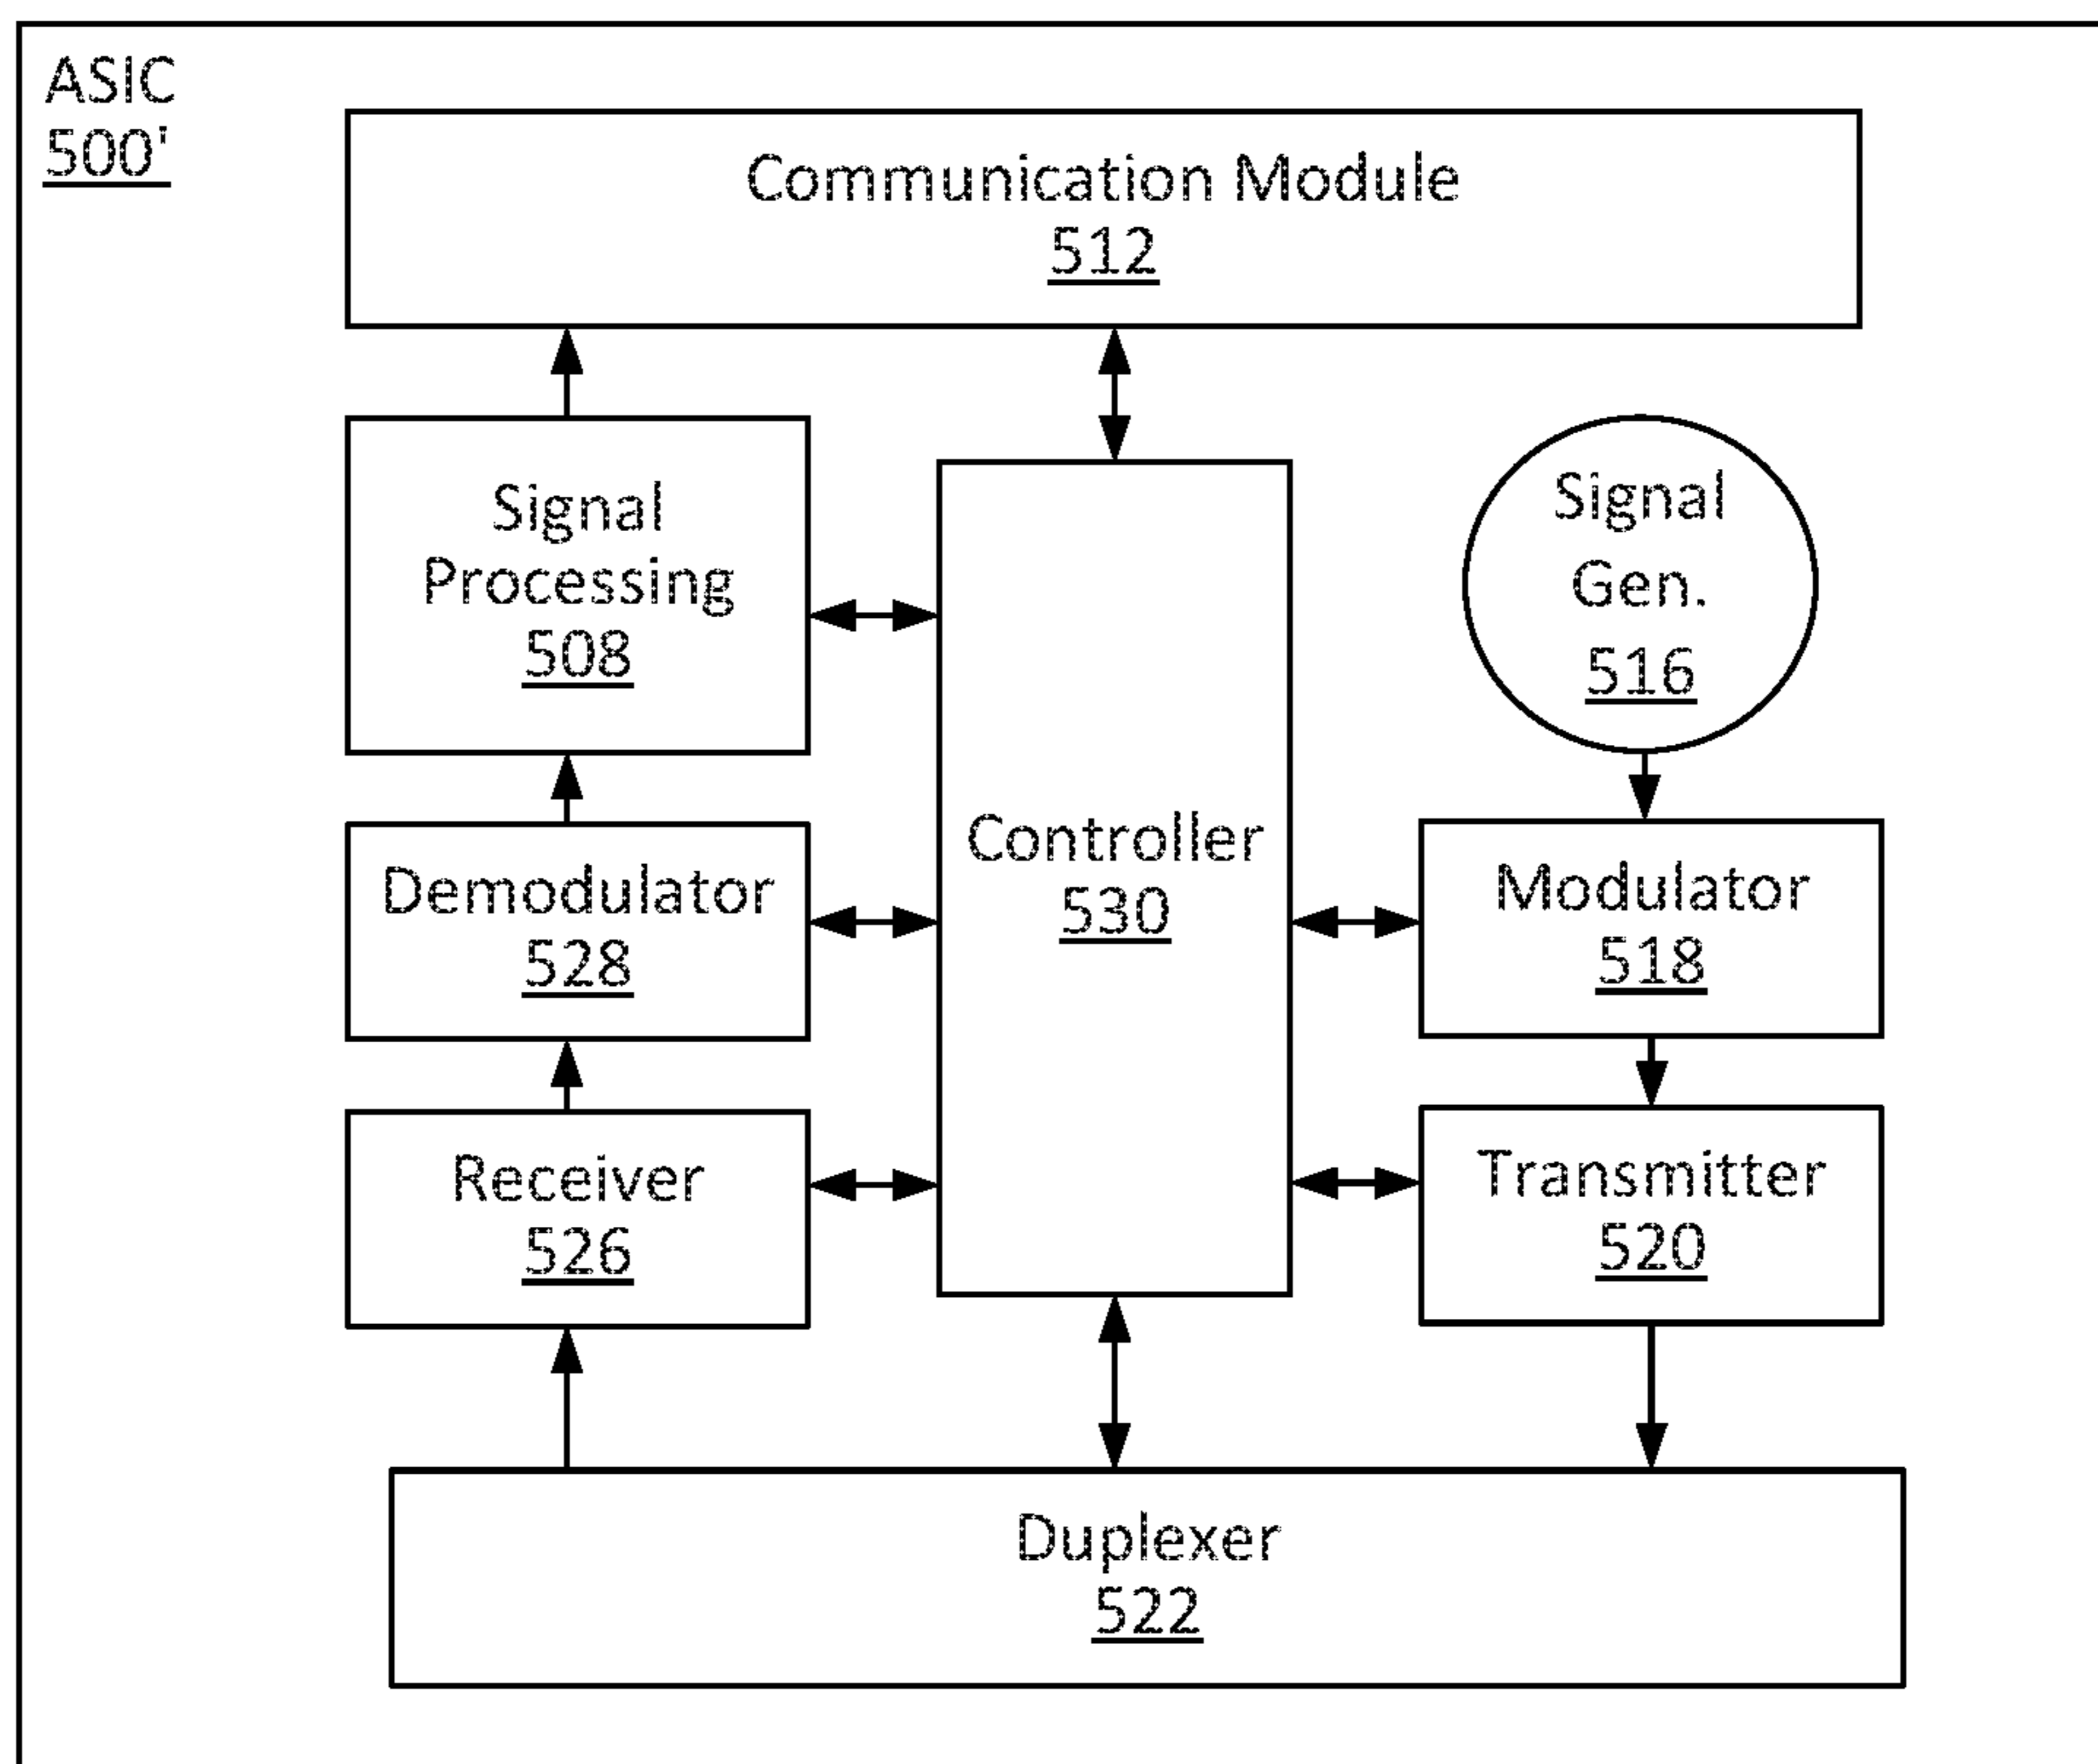 ASIC
500'
Communication Module
512
Signal
Processing
508
Signal
Gen.
516
Controller
530
Demodulator
528
Modulator
518
Receiver
526
Transmitter
520
Duplexer
522